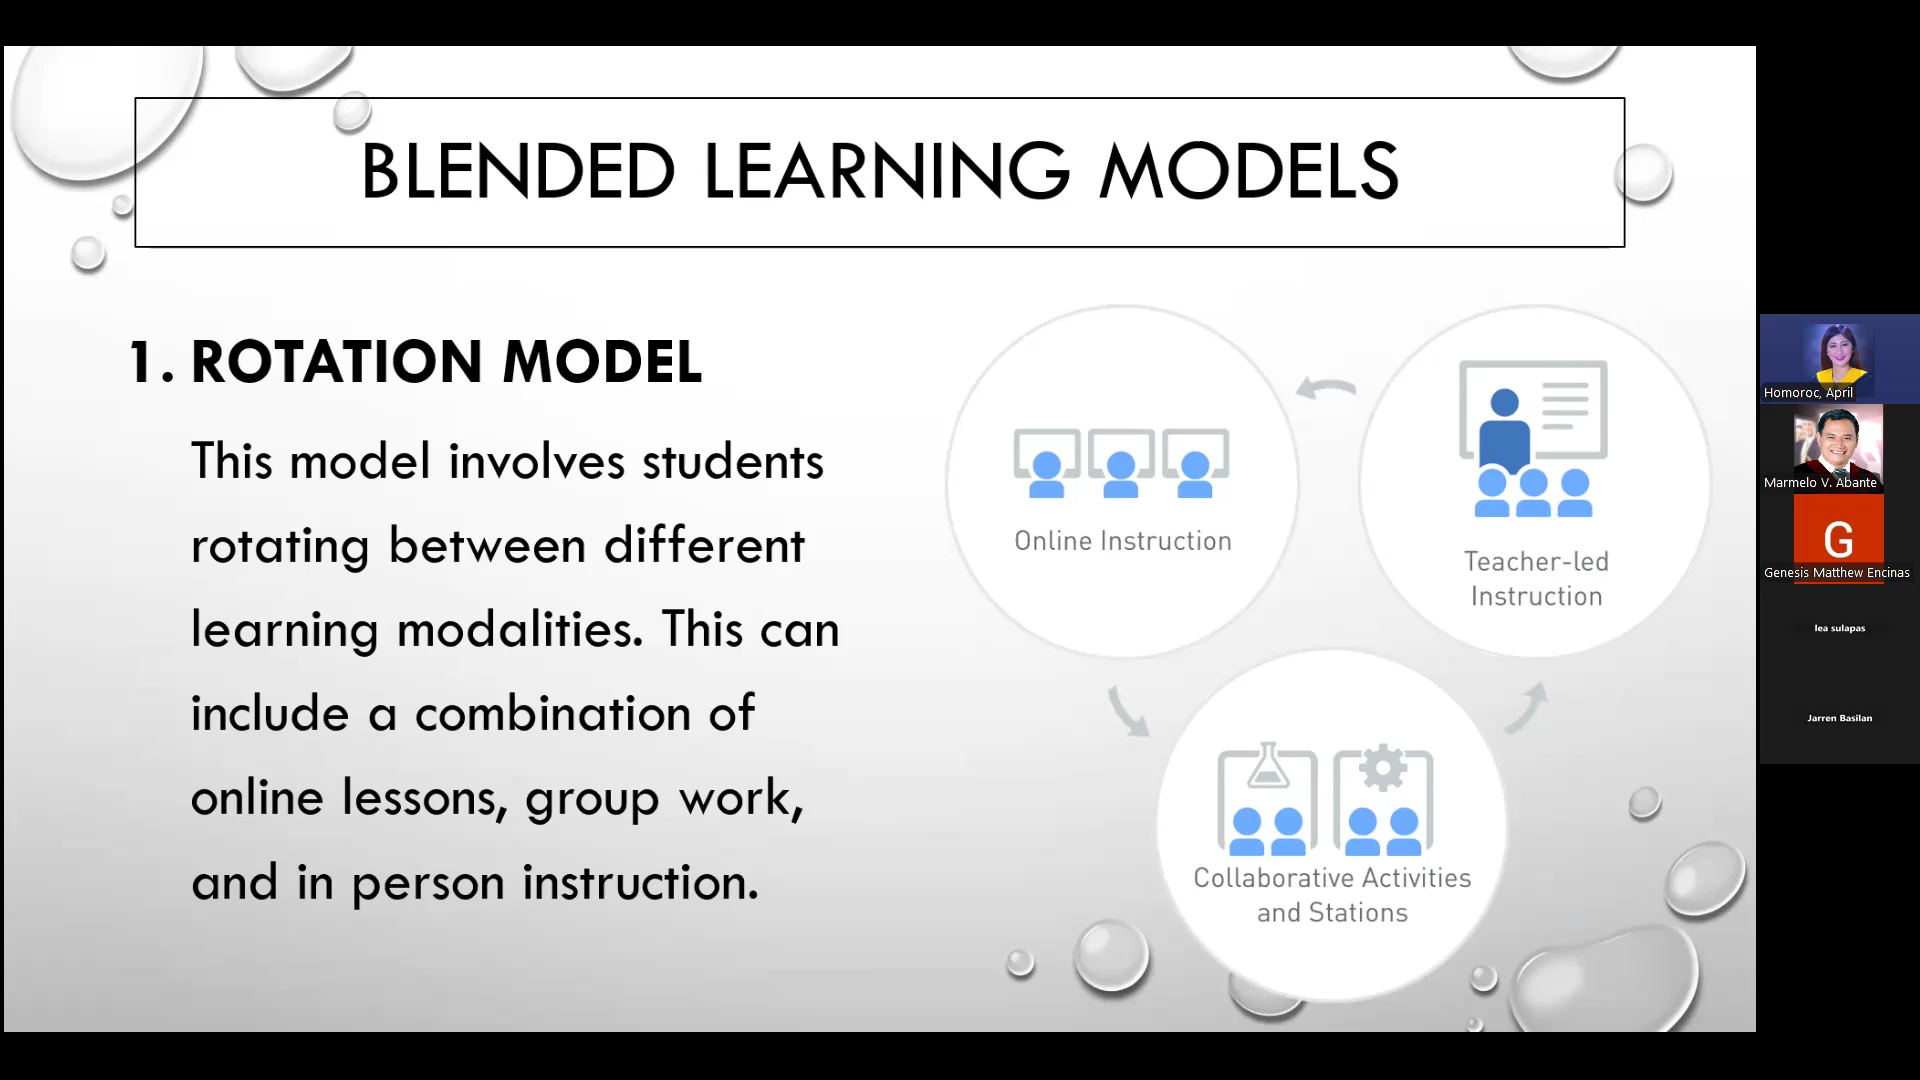 BLENDED LEARNING MODELS
1. ROTATION MODEL
This model involves students
rotating between different
learning modalities. This can
include a combination of
online lessons, group work,
and in person instruction.
Online Instruction
Teacher-led
Instruction
Collaborative Activities
and Stations
Homoroc, April
Marmelo V. Abante
G
Genesis Matthew Encinas
lea sulapas
Jarren Basilan